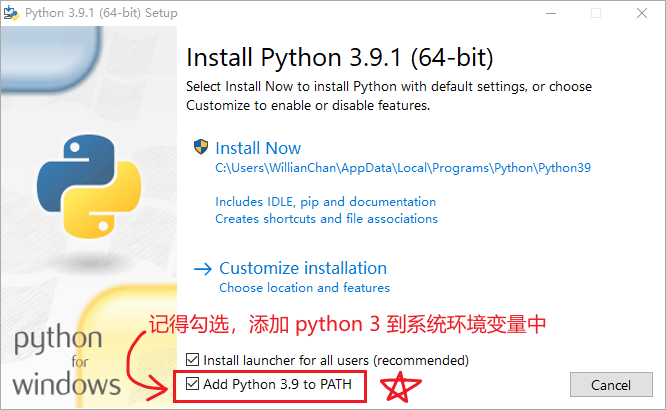 Python 3.9.1 (64-bit) Setup
Install Python 3.9.1 (64-bit)
Select Install Now to install Python with default settings, or choose
Customize to enable or disable features.
Install Now
C:\Users\WillianChan\AppData\Local\Programs\Python\Python39
Includes IDLE, pip and documentation
Creates shortcuts and file associations
Customize installation
Choose location and features
记得勾选，添加 python 3 到系统环境变量中
python
for
windows
Install launcher for all users (recommended)
Add Python 3.9 to PATH
Cancel